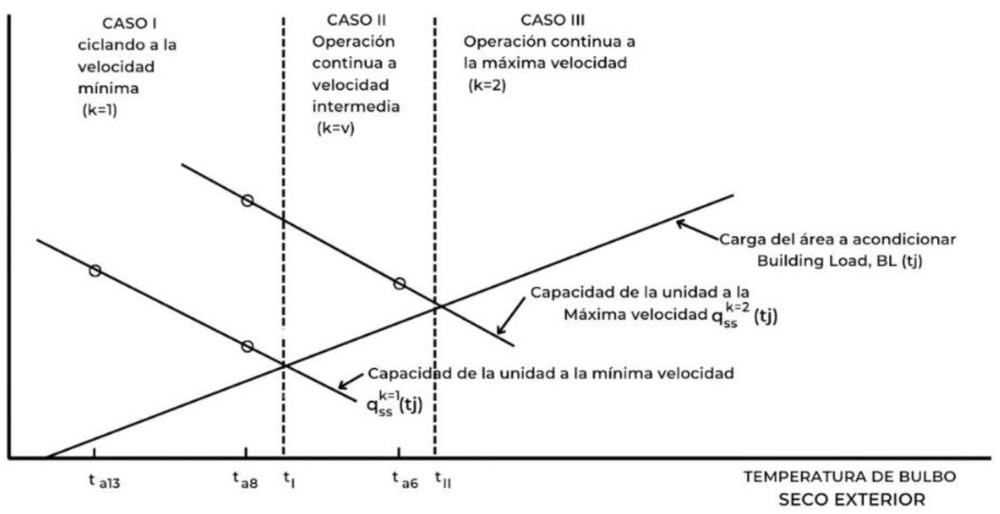 CASO I
ciclando a la
velocidad
mínima
(k=1)
CASO II
Operación
continua a
velocidad
intermedia
(k=v)
CASO III
Operación continua a
la máxima velocidad
(k=2)
Carga del área a acondicionar
Building Load, BL (tj)
Capacidad de la unidad a la
Máxima velocidad q_ss^k=2 (tj)
Capacidad de la unidad a la mínima velocidad
q_ss^k=1 (tj)
t a13
t a8
t I
t a6
t II
TEMPERATURA DE BULBO
SECO EXTERIOR